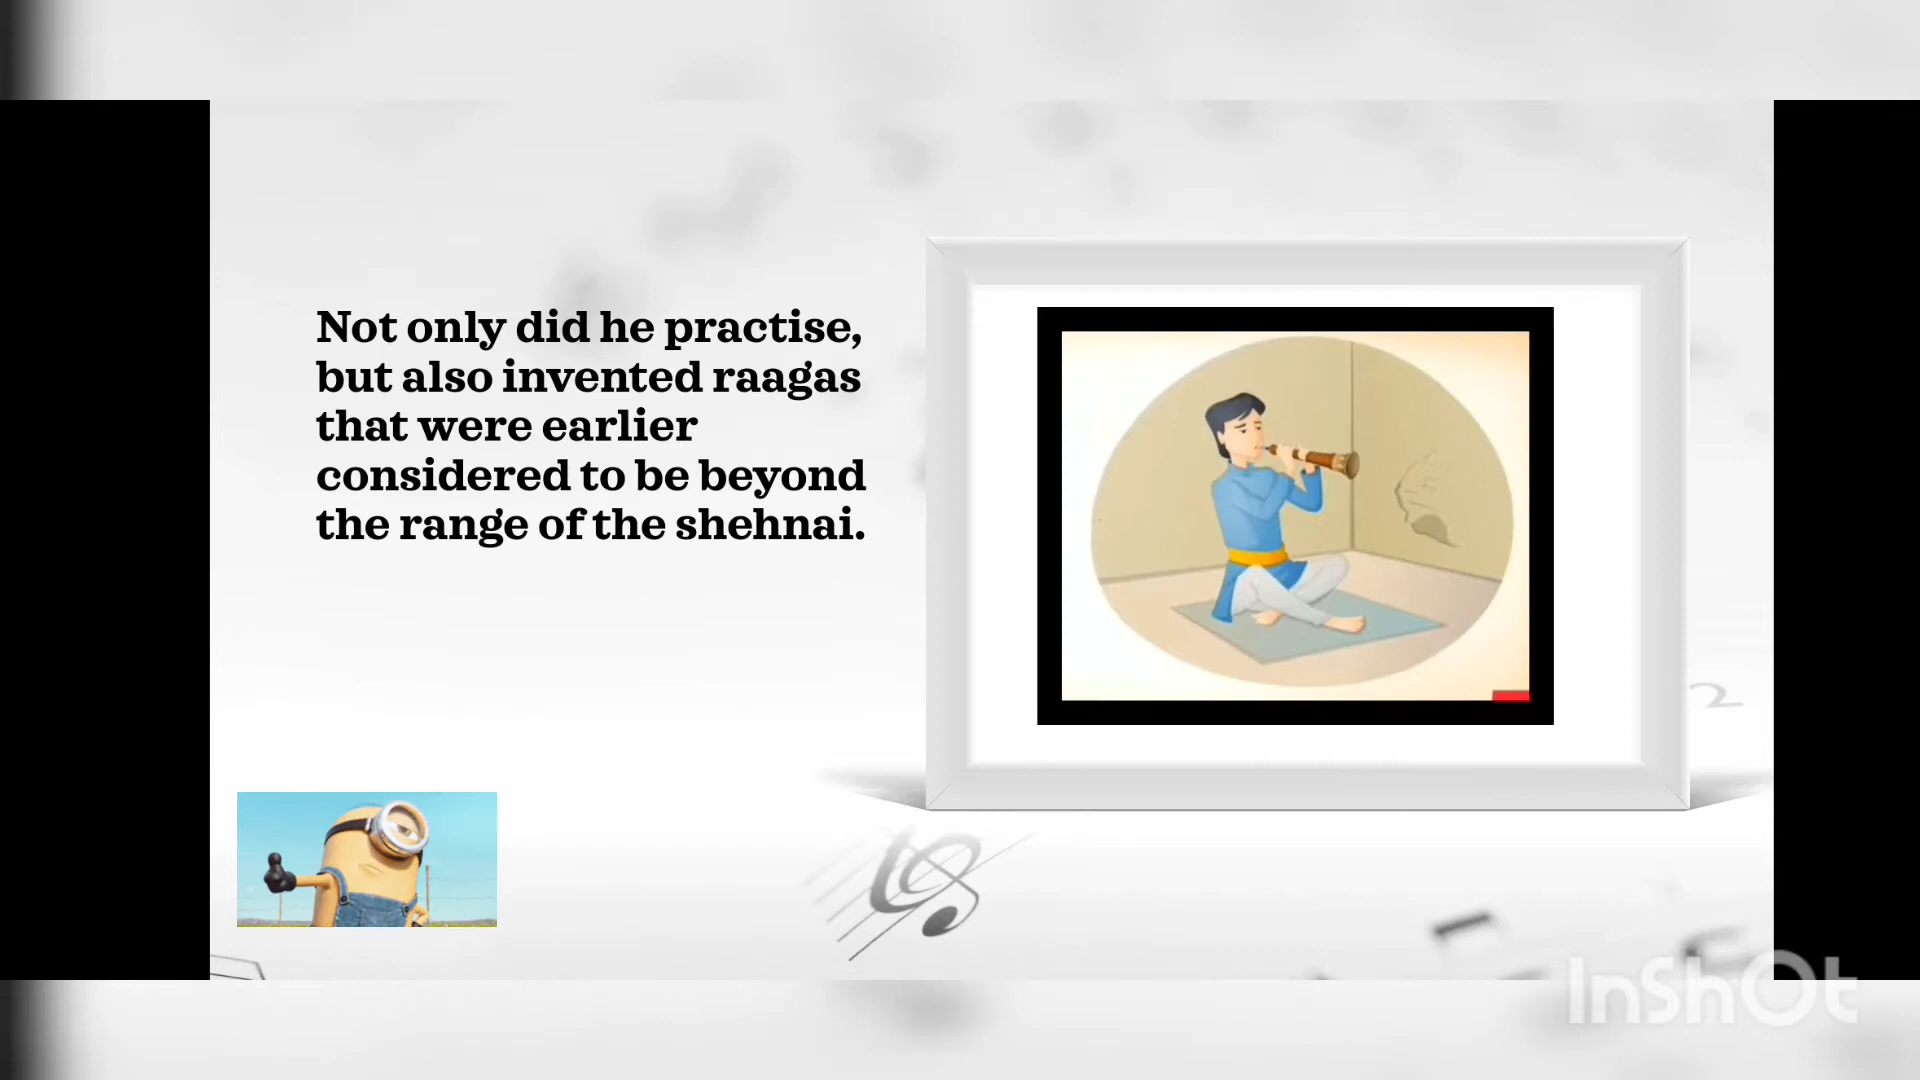 Not only did he practise,
but also invented raagas
that were earlier
considered to be beyond
the range of the shehnai.
InShOt